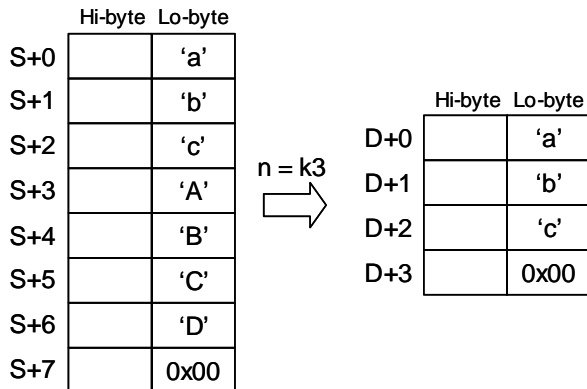 Hi-byte Lo-byte
S+0 ‘a’
S+1 ‘b’
S+2 ‘c’
S+3 ‘A’
S+4 ‘B’
S+5 ‘C’
S+6 ‘D’
S+7 0x00
n = k3
Hi-byte Lo-byte
D+0 ‘a’
D+1 ‘b’
D+2 ‘c’
D+3 0x00